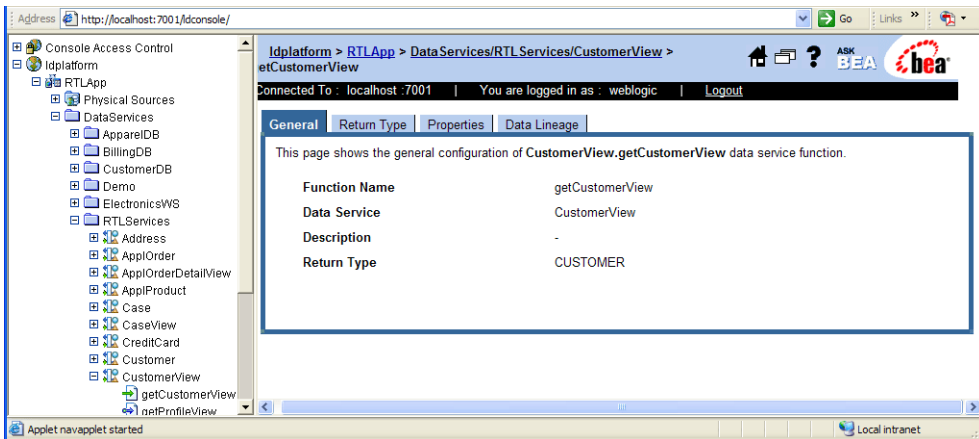 Address http://localhost:7001/ldconsole/ Go Links »
Console Access Control
ldplatform
RTLApp
Physical Sources
DataServices
ApparelDB
BillingDB
CustomerDB
Demo
ElectronicsWS
RTLServices
Address
ApplOrder
ApplOrderDetailView
ApplProduct
Case
CaseView
CreditCard
Customer
CustomerView
getCustomerView
getProfileView
ldplatform > RTLApp > DataServices/RTLServices/CustomerView >
etCustomerView
? ASK BEA bea
Connected To : localhost :7001 | You are logged in as : weblogic | Logout
General Return Type Properties Data Lineage
This page shows the general configuration of CustomerView.getCustomerView data service function.
Function Name getCustomerView
Data Service CustomerView
Description -
Return Type CUSTOMER
Applet navapplet started Local intranet